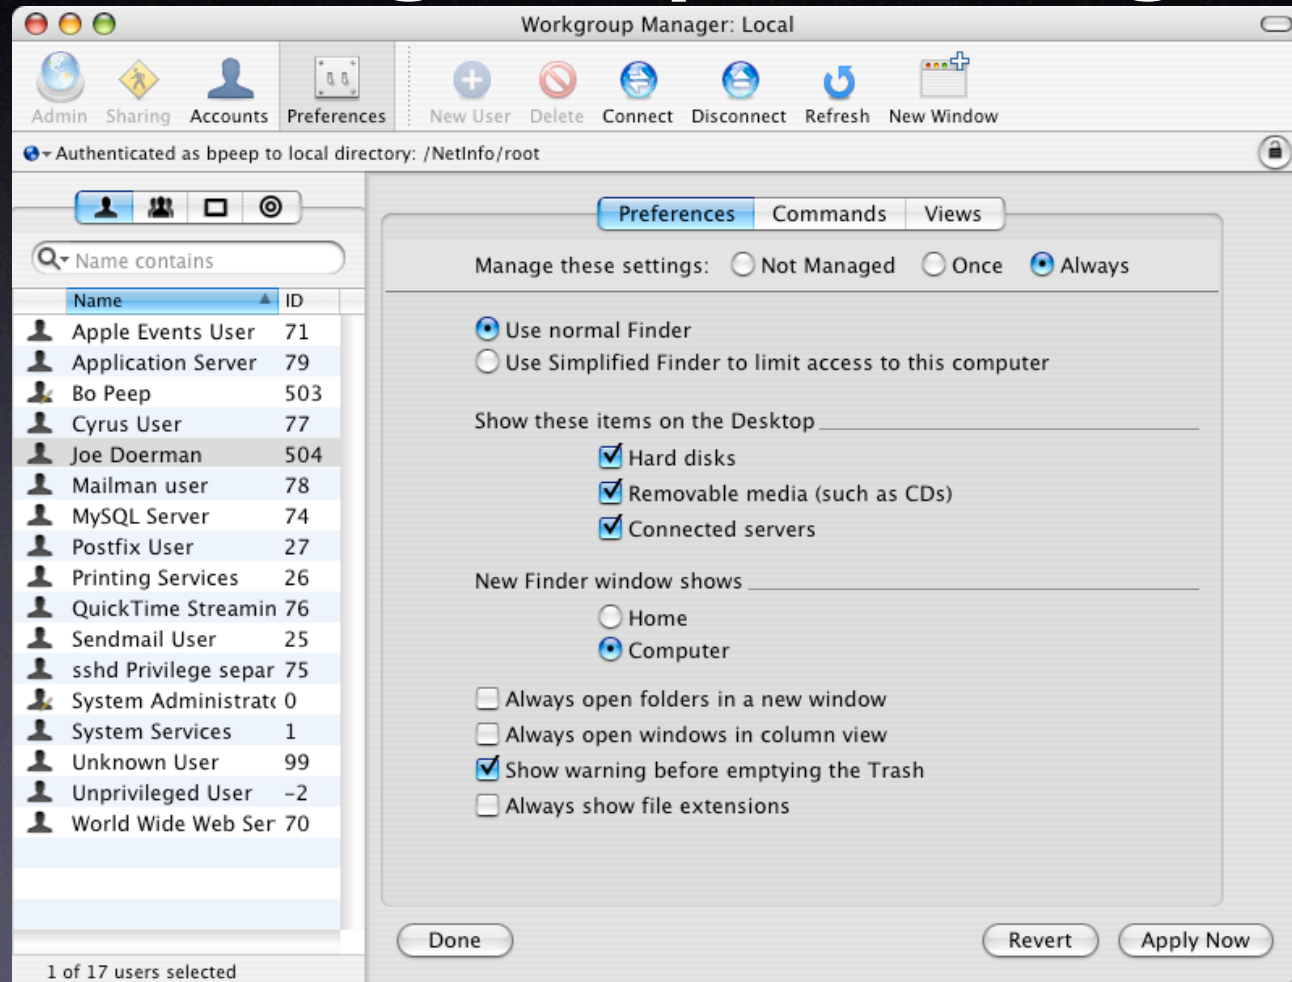 Workgroup Manager: Local
Admin Sharing Accounts Preferences New User Delete Connect Disconnect Refresh New Window
Authenticated as bpeep to local directory: /NetInfo/root
Preferences Commands Views
Name contains
Manage these settings: Not Managed Once Always
Name ID
Apple Events User 71
Application Server 79
Bo Peep 503
Cyrus User 77
Joe Doerman 504
Mailman user 78
MySQL Server 74
Postfix User 27
Printing Services 26
QuickTime Streamin 76
Sendmail User 25
sshd Privilege separ 75
System Administratc 0
System Services 1
Unknown User 99
Unprivileged User -2
World Wide Web Ser 70
1 of 17 users selected
Use normal Finder
Use Simplified Finder to limit access to this computer
Show these items on the Desktop
Hard disks
Removable media (such as CDs)
Connected servers
New Finder window shows
Home
Computer
Always open folders in a new window
Always open windows in column view
Show warning before emptying the Trash
Always show file extensions
Done Revert Apply Now